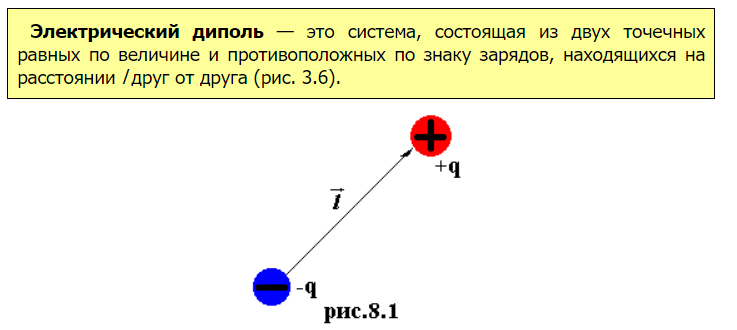 Электрический диполь — это система, состоящая из двух точечных
равных по величине и противоположных по знаку зарядов, находящихся на
расстоянии l друг от друга (рис. 3.6).
+
+q
l⃗
−
-q
рис.8.1